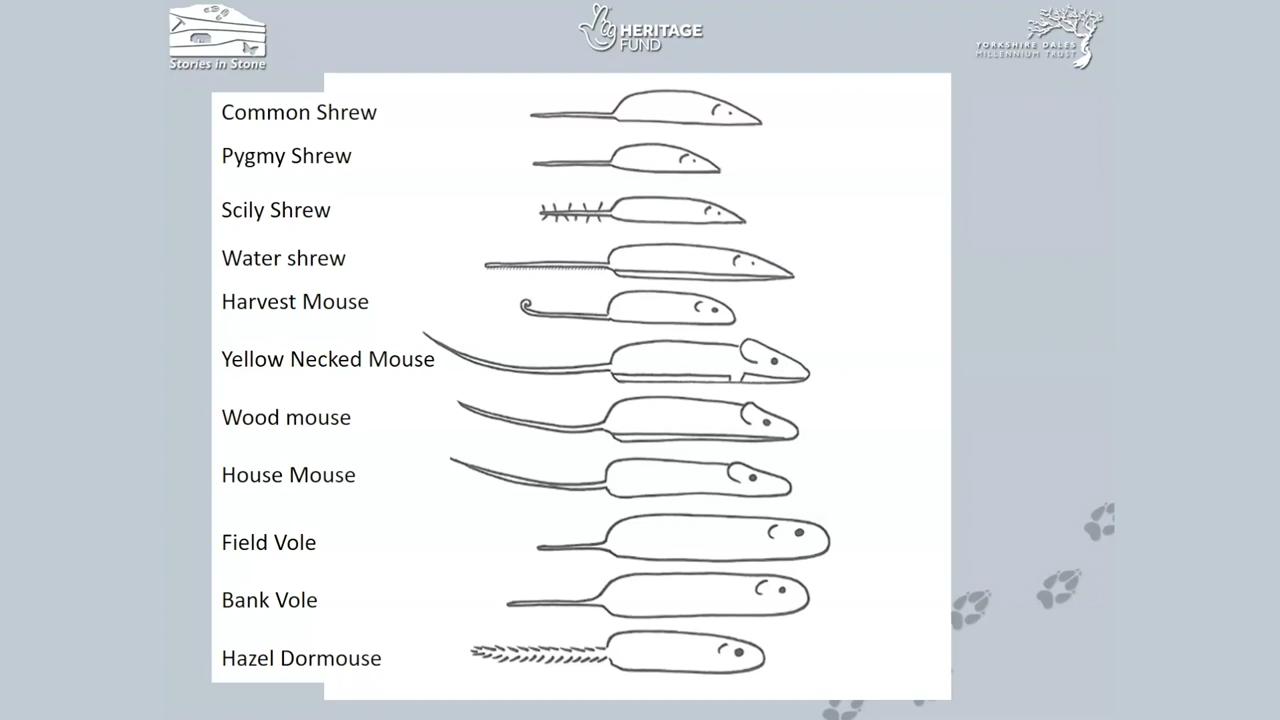 Stories in Stone
HERITAGE
FUND
YORKSHIRE DALES
MILLENNIUM TRUST
Common Shrew
Pygmy Shrew
Scily Shrew
Water shrew
Harvest Mouse
Yellow Necked Mouse
Wood mouse
House Mouse
Field Vole
Bank Vole
Hazel Dormouse